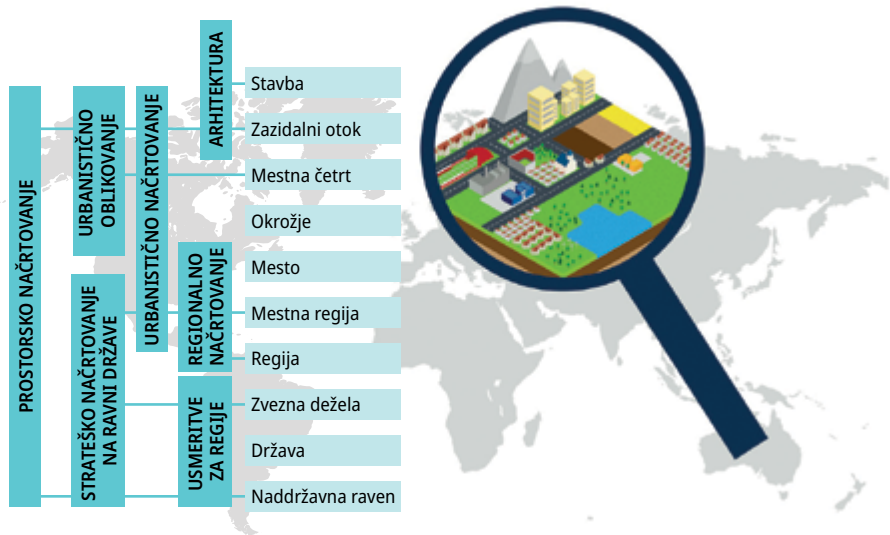 PROSTORSKO NAČRTOVANJE
URBANISTIČNO
OBLIKOVANJE
STRATEŠKO NAČRTOVANJE
NA RAVNI DRŽAVE
URBANISTIČNO NAČRTOVANJE
ARHITEKTURA
REGIONALNO
NAČRTOVANJE
USMERITVE
ZA REGIJE
Stavba
Zazidalni otok
Mestna četrt
Okrožje
Mesto
Mestna regija
Regija
Zvezna dežela
Država
Naddržavna raven